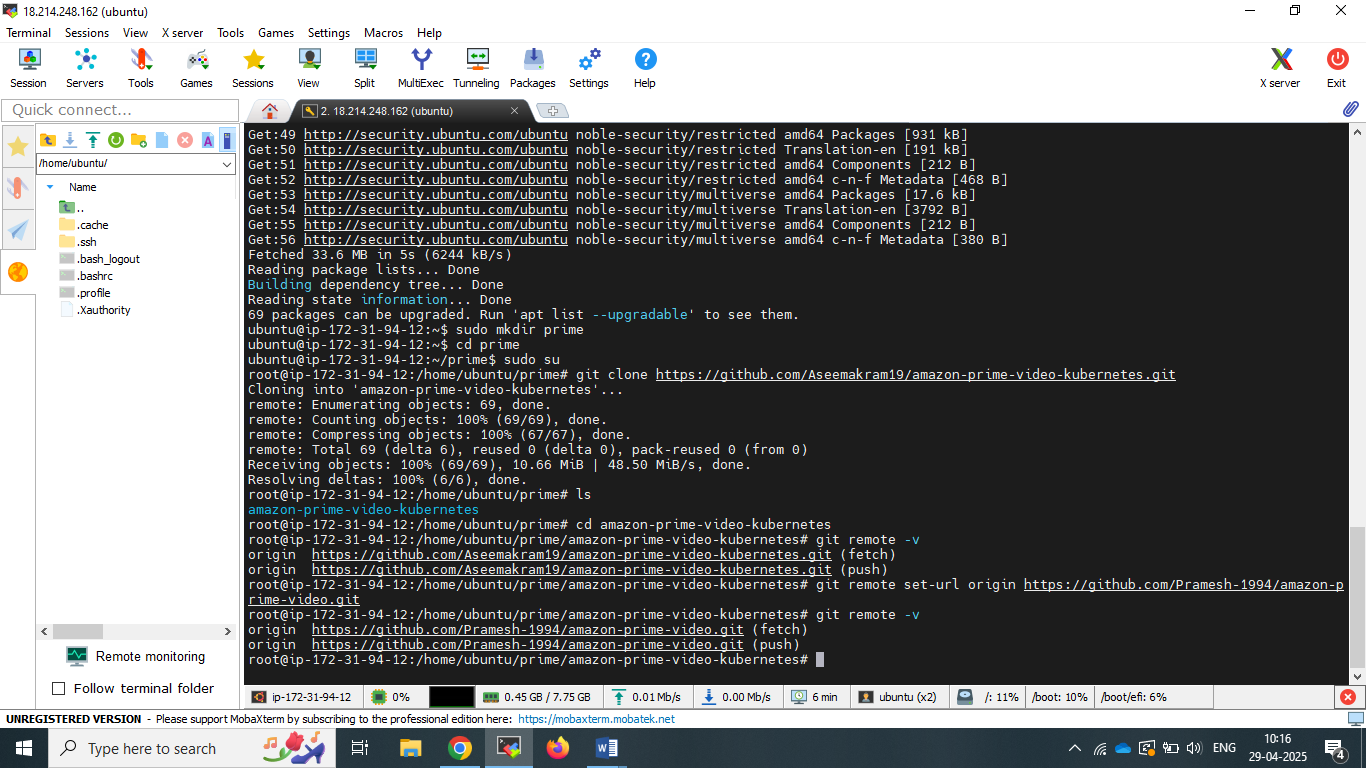 18.214.248.162 (ubuntu)
Terminal Sessions View X server Tools Games Settings Macros Help
Session Servers Tools Games Sessions View Split MultiExec Tunneling Packages Settings Help X server Exit
Quick connect...
2. 18.214.248.162 (ubuntu)
/home/ubuntu/
Name
..
.cache
.ssh
.bash_logout
.bashrc
.profile
.Xauthority
Remote monitoring
Follow terminal folder
Get:49 http://security.ubuntu.com/ubuntu noble-security/restricted amd64 Packages [931 kB]
Get:50 http://security.ubuntu.com/ubuntu noble-security/restricted Translation-en [191 kB]
Get:51 http://security.ubuntu.com/ubuntu noble-security/restricted amd64 Components [212 B]
Get:52 http://security.ubuntu.com/ubuntu noble-security/restricted amd64 c-n-f Metadata [468 B]
Get:53 http://security.ubuntu.com/ubuntu noble-security/multiverse amd64 Packages [17.6 kB]
Get:54 http://security.ubuntu.com/ubuntu noble-security/multiverse Translation-en [3792 B]
Get:55 http://security.ubuntu.com/ubuntu noble-security/multiverse amd64 Components [212 B]
Get:56 http://security.ubuntu.com/ubuntu noble-security/multiverse amd64 c-n-f Metadata [380 B]
Fetched 33.6 MB in 5s (6244 kB/s)
Reading package lists... Done
Building dependency tree... Done
Reading state information... Done
69 packages can be upgraded. Run 'apt list --upgradable' to see them.
ubuntu@ip-172-31-94-12:~$ sudo mkdir prime
ubuntu@ip-172-31-94-12:~$ cd prime
ubuntu@ip-172-31-94-12:~/prime$ sudo su
root@ip-172-31-94-12:/home/ubuntu/prime# git clone https://github.com/Aseemakram19/amazon-prime-video-kubernetes.git
Cloning into 'amazon-prime-video-kubernetes'...
remote: Enumerating objects: 69, done.
remote: Counting objects: 100% (69/69), done.
remote: Compressing objects: 100% (67/67), done.
remote: Total 69 (delta 6), reused 0 (delta 0), pack-reused 0 (from 0)
Receiving objects: 100% (69/69), 10.66 MiB | 48.50 MiB/s, done.
Resolving deltas: 100% (6/6), done.
root@ip-172-31-94-12:/home/ubuntu/prime# ls
amazon-prime-video-kubernetes
root@ip-172-31-94-12:/home/ubuntu/prime# cd amazon-prime-video-kubernetes
root@ip-172-31-94-12:/home/ubuntu/prime/amazon-prime-video-kubernetes# git remote -v
origin https://github.com/Aseemakram19/amazon-prime-video-kubernetes.git (fetch)
origin https://github.com/Aseemakram19/amazon-prime-video-kubernetes.git (push)
root@ip-172-31-94-12:/home/ubuntu/prime/amazon-prime-video-kubernetes# git remote set-url origin https://github.com/Pramesh-1994/amazon-p
rime-video.git
root@ip-172-31-94-12:/home/ubuntu/prime/amazon-prime-video-kubernetes# git remote -v
origin https://github.com/Pramesh-1994/amazon-prime-video.git (fetch)
origin https://github.com/Pramesh-1994/amazon-prime-video.git (push)
root@ip-172-31-94-12:/home/ubuntu/prime/amazon-prime-video-kubernetes#
ip-172-31-94-12 0% 0.45 GB / 7.75 GB 0.01 Mb/s 0.00 Mb/s 6 min ubuntu (x2) /: 11% /boot: 10% /boot/efi: 6%
UNREGISTERED VERSION - Please support MobaXterm by subscribing to the professional edition here: https://mobaxterm.mobatek.net
Type here to search
ENG
10:16
29-04-2025
4